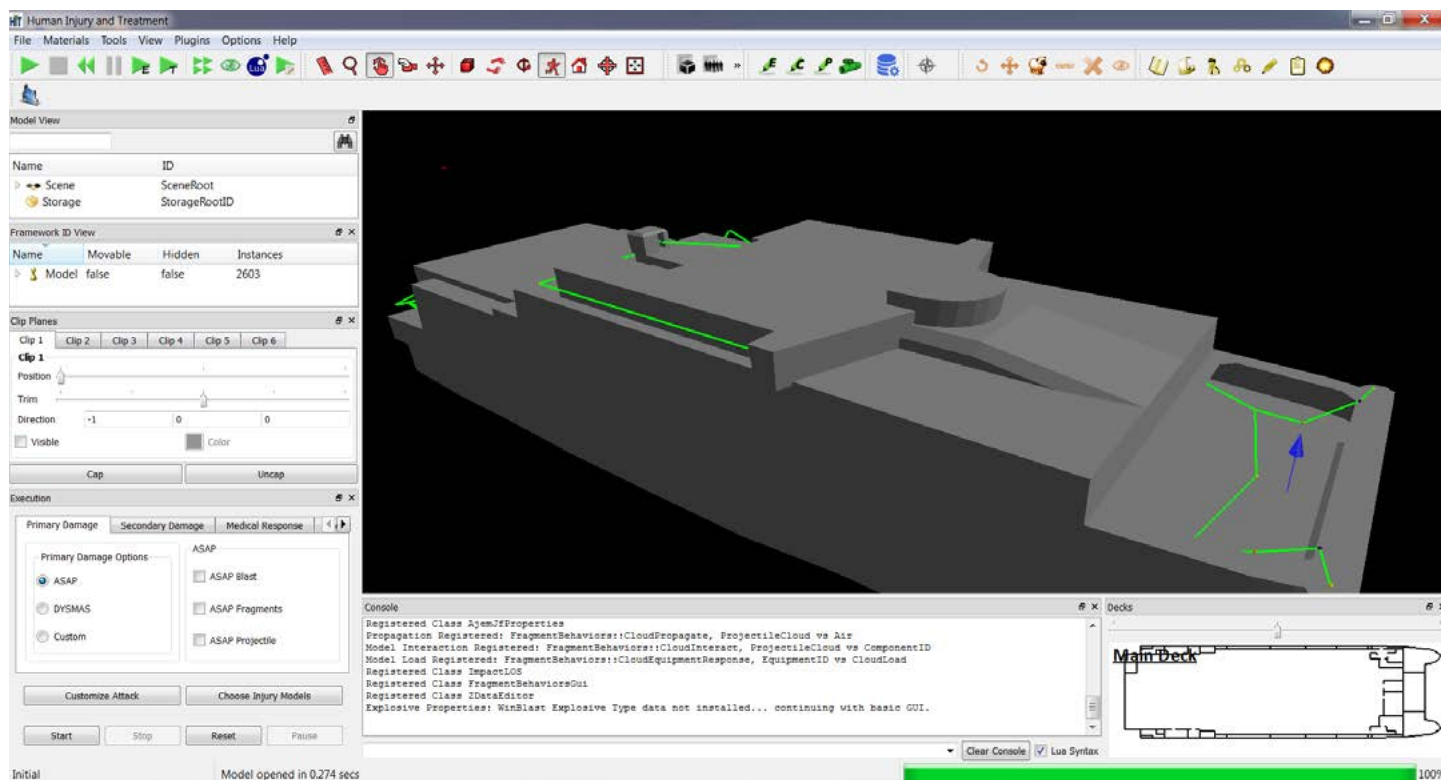 HIT Human Injury and Treatment
File Materials Tools View Plugins Options Help
E T Lua
E C P
Model View
Name ID
Scene SceneRoot
Storage StorageRootID
Framework ID View
Name Movable Hidden Instances
Model false false 2603
Clip Planes
Clip 1 Clip 2 Clip 3 Clip 4 Clip 5 Clip 6
Clip 1
Position
Trim
Direction -1 0 0
Visible Color
Cap Uncap
Execution
Primary Damage Secondary Damage Medical Response
Primary Damage Options ASAP
ASAP ASAP Blast
DYSMAS ASAP Fragments
Custom ASAP Projectile
Customize Attack Choose Injury Models
Start Stop Reset Pause
Console
Registered Class AjemJfProperties
Propagation Registered: FragmentBehaviors::CloudPropagate, ProjectileCloud vs Air
Model Interaction Registered: FragmentBehaviors::CloudInteract, ProjectileCloud vs ComponentID
Model Load Registered: FragmentBehaviors::CloudEquipmentResponse, EquipmentID vs CloudLoad
Registered Class ImpactLOS
Registered Class FragmentBehaviorsGui
Registered Class ZDataEditor
Explosive Properties: WinBlast Explosive Type data not installed... continuing with basic GUI.
Clear Console Lua Syntax
Decks
Main Deck
Initial Model opened in 0.274 secs 100%